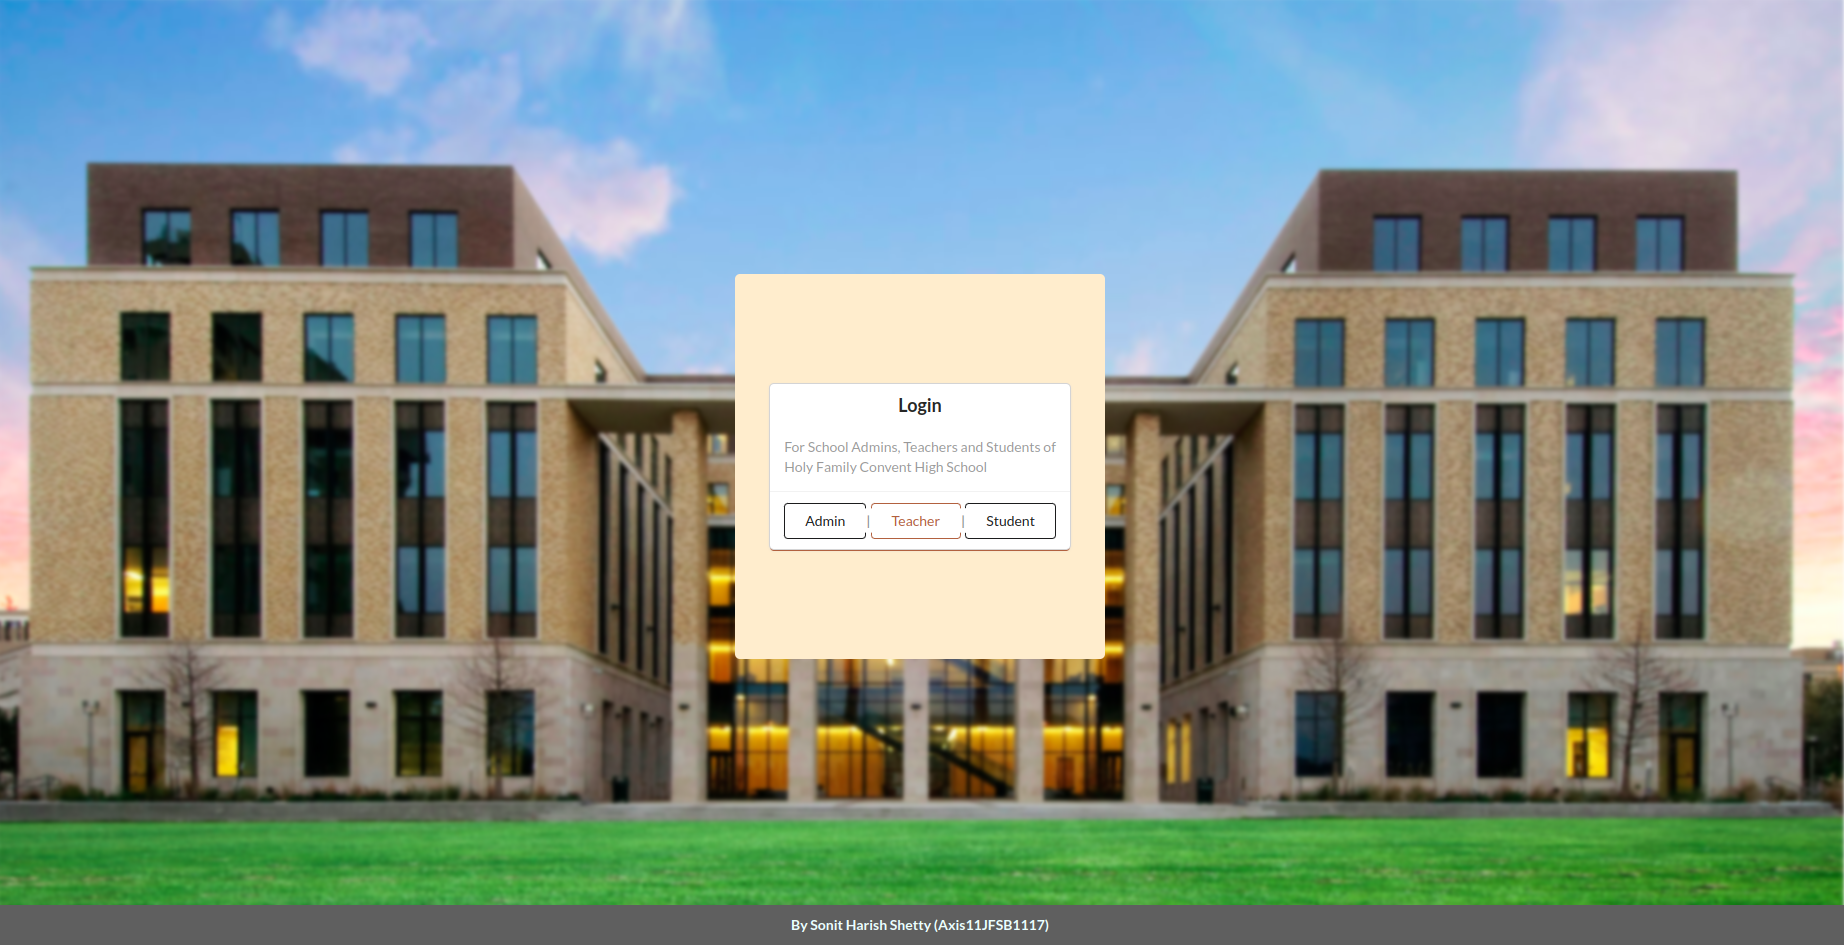 Login
For School Admins, Teachers and Students of
Holy Family Convent High School
Admin | Teacher | Student
By Sonit Harish Shetty (Axis11JFSB1117)